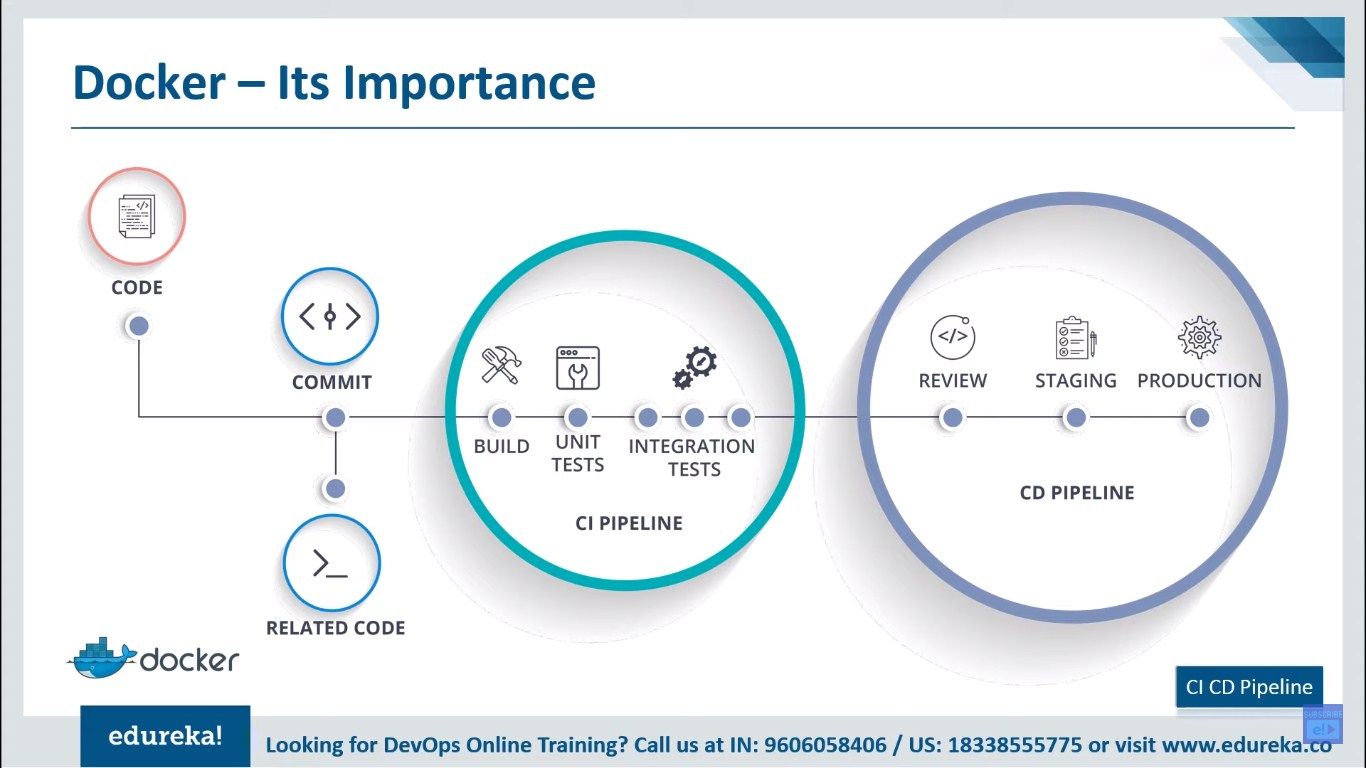 Docker – Its Importance
CODE
COMMIT
RELATED CODE
BUILD
UNIT
TESTS
INTEGRATION
TESTS
CI PIPELINE
REVIEW
STAGING
PRODUCTION
CD PIPELINE
docker
CI CD Pipeline
SUBSCRIBE
e!
edureka!
Looking for DevOps Online Training? Call us at IN: 9606058406 / US: 18338555775 or visit www.edureka.co